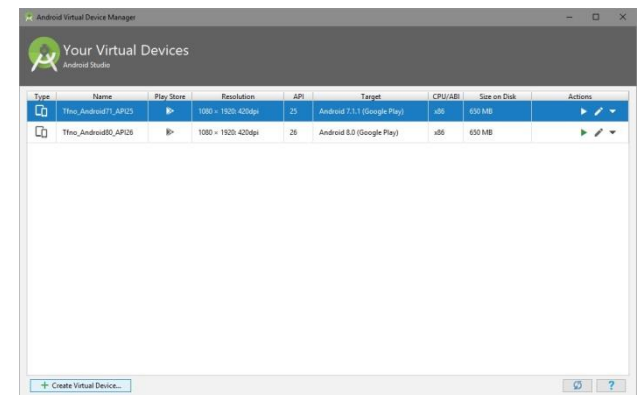 Android Virtual Device Manager
Your Virtual Devices
Android Studio
Type Name Play Store Resolution API Target CPU/ABI Size on Disk Actions
Tfno_Android71_API25 1080 × 1920: 420dpi 25 Android 7.1.1 (Google Play) x86 650 MB
Tfno_Android80_API26 1080 × 1920: 420dpi 26 Android 8.0 (Google Play) x86 650 MB
+ Create Virtual Device... ?